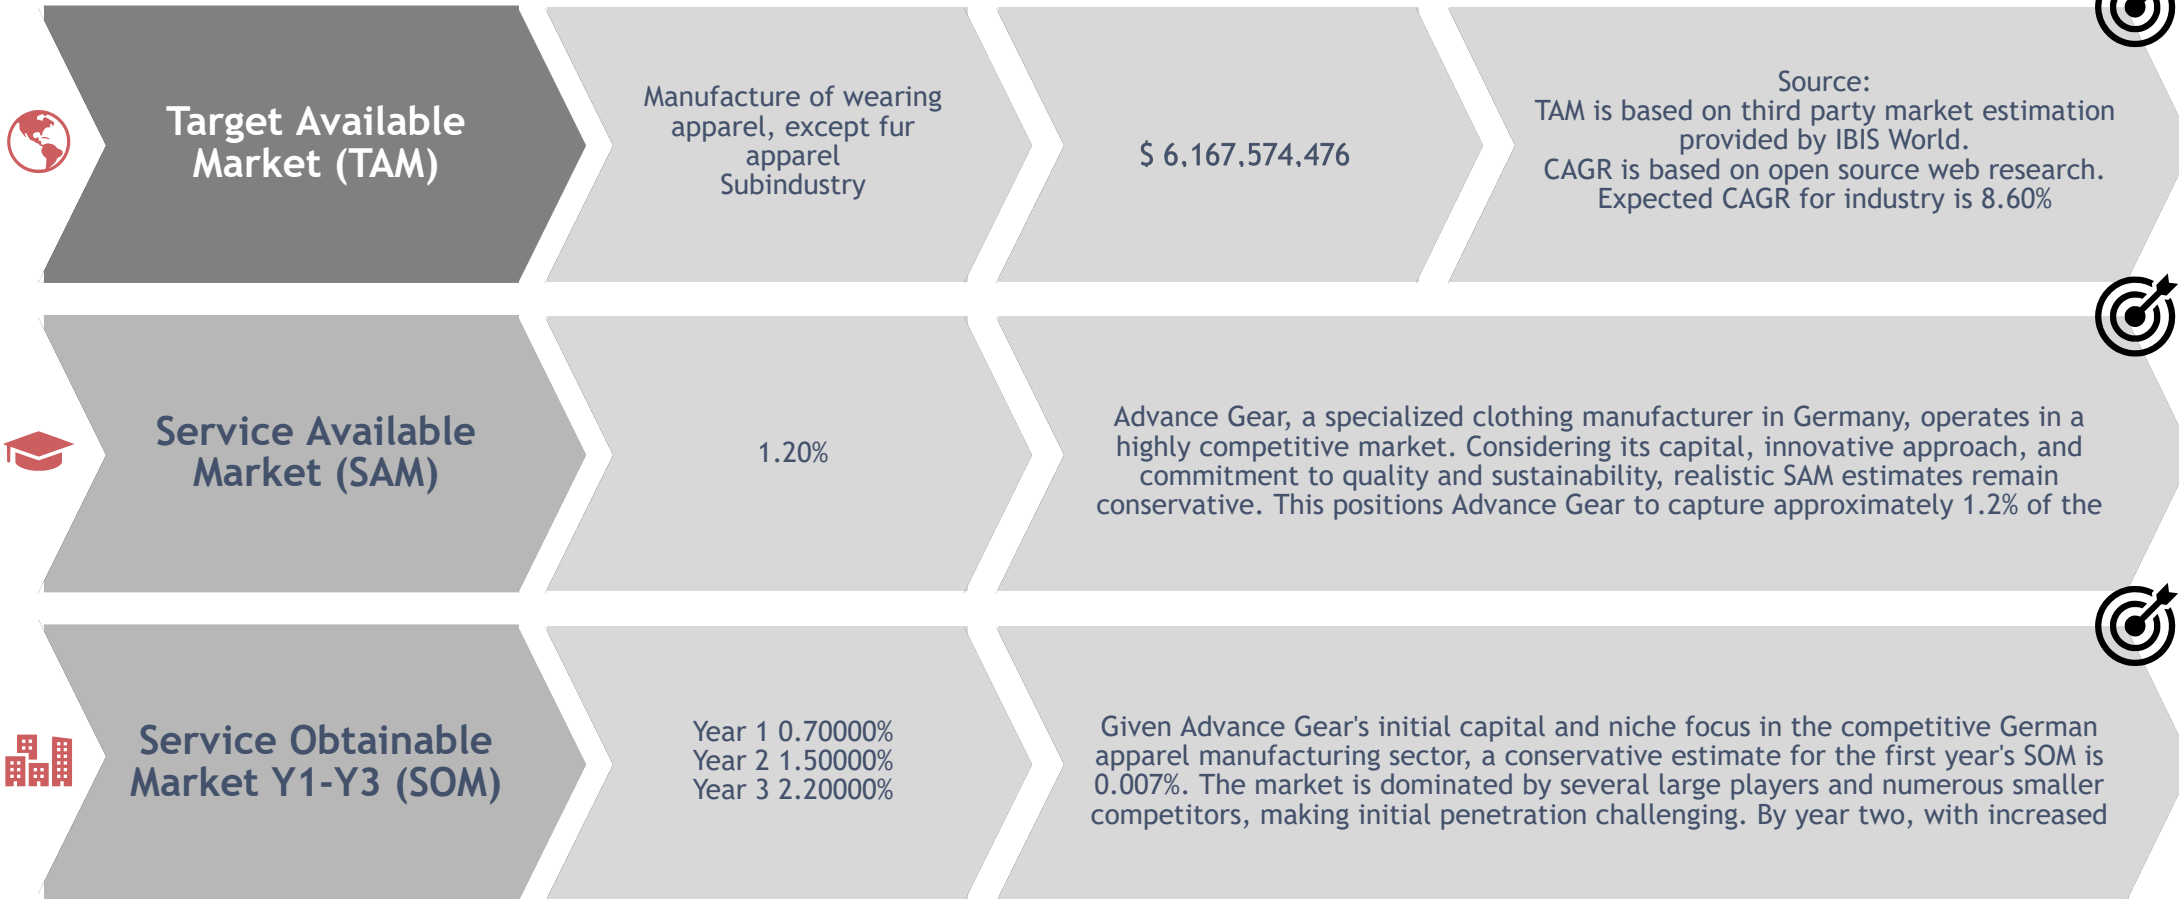 Target Available
Market (TAM)
Manufacture of wearing
apparel, except fur
apparel
Subindustry
$ 6,167,574,476
Source:
TAM is based on third party market estimation
provided by IBIS World.
CAGR is based on open source web research.
Expected CAGR for industry is 8.60%
Service Available
Market (SAM)
1.20%
Advance Gear, a specialized clothing manufacturer in Germany, operates in a
highly competitive market. Considering its capital, innovative approach, and
commitment to quality and sustainability, realistic SAM estimates remain
conservative. This positions Advance Gear to capture approximately 1.2% of the
Service Obtainable
Market Y1-Y3 (SOM)
Year 1 0.70000%
Year 2 1.50000%
Year 3 2.20000%
Given Advance Gear's initial capital and niche focus in the competitive German
apparel manufacturing sector, a conservative estimate for the first year's SOM is
0.007%. The market is dominated by several large players and numerous smaller
competitors, making initial penetration challenging. By year two, with increased